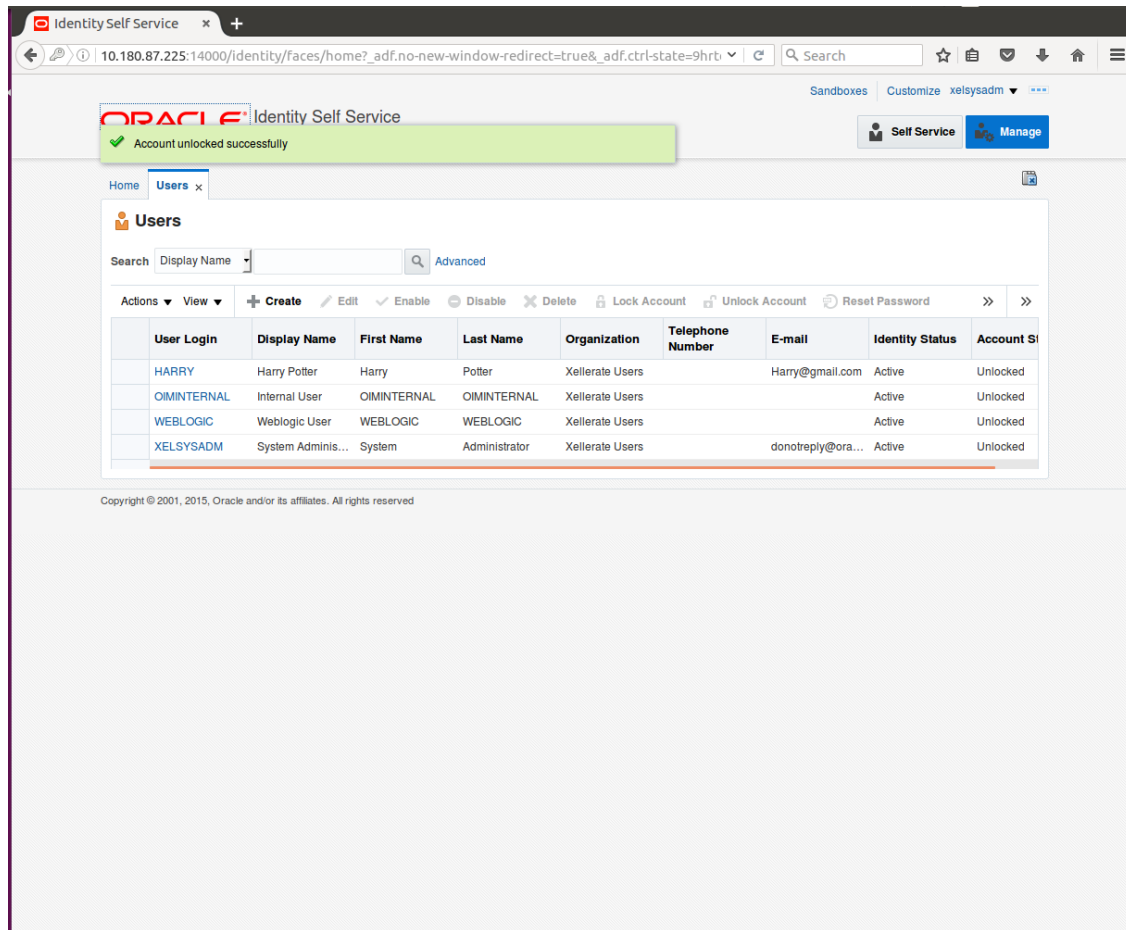 Identity Self Service × +
10.180.87.225:14000/identity/faces/home?_adf.no-new-window-redirect=true&_adf.ctrl-state=9hrt Search
Sandboxes Customize xelsysadm
ORACLE Identity Self Service
Self Service Manage
Account unlocked successfully
Home Users ×
Users
Search Display Name Advanced
Actions View Create Edit Enable Disable Delete Lock Account Unlock Account Reset Password » »
User Login Display Name First Name Last Name Organization Telephone Number E-mail Identity Status Account St
HARRY Harry Potter Harry Potter Xellerate Users Harry@gmail.com Active Unlocked
OIMINTERNAL Internal User OIMINTERNAL OIMINTERNAL Xellerate Users Active Unlocked
WEBLOGIC Weblogic User WEBLOGIC WEBLOGIC Xellerate Users Active Unlocked
XELSYSADM System Adminis... System Administrator Xellerate Users donotreply@ora... Active Unlocked
Copyright © 2001, 2015, Oracle and/or its affiliates. All rights reserved